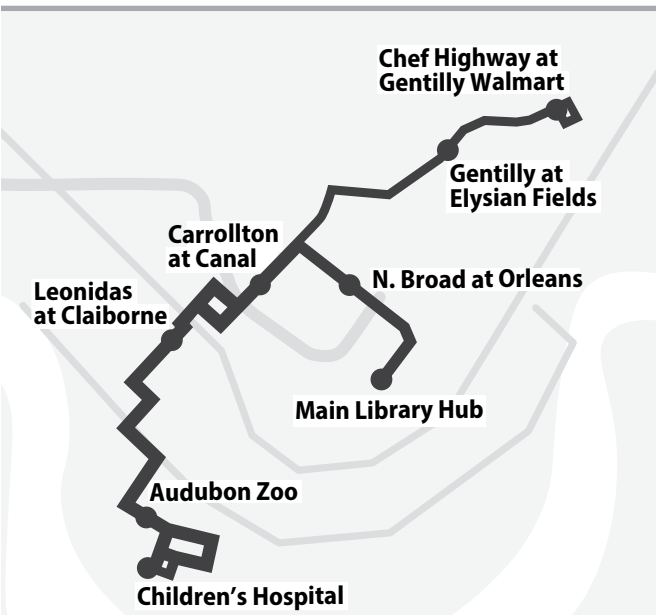 Chef Highway at
Gentilly Walmart
Gentilly at
Elysian Fields
Carrollton
at Canal
N. Broad at Orleans
Leonidas
at Claiborne
Main Library Hub
Audubon Zoo
Children’s Hospital